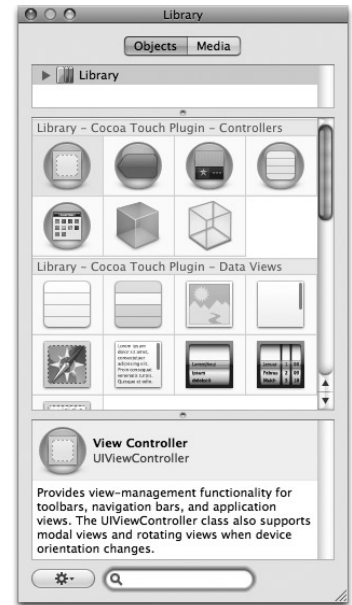 Library
Objects Media
Library
Library – Cocoa Touch Plugin – Controllers
Library – Cocoa Touch Plugin – Data Views
View Controller
UIViewController
Provides view-management functionality for
toolbars, navigation bars, and application
views. The UIViewController class also supports
modal views and rotating views when device
orientation changes.